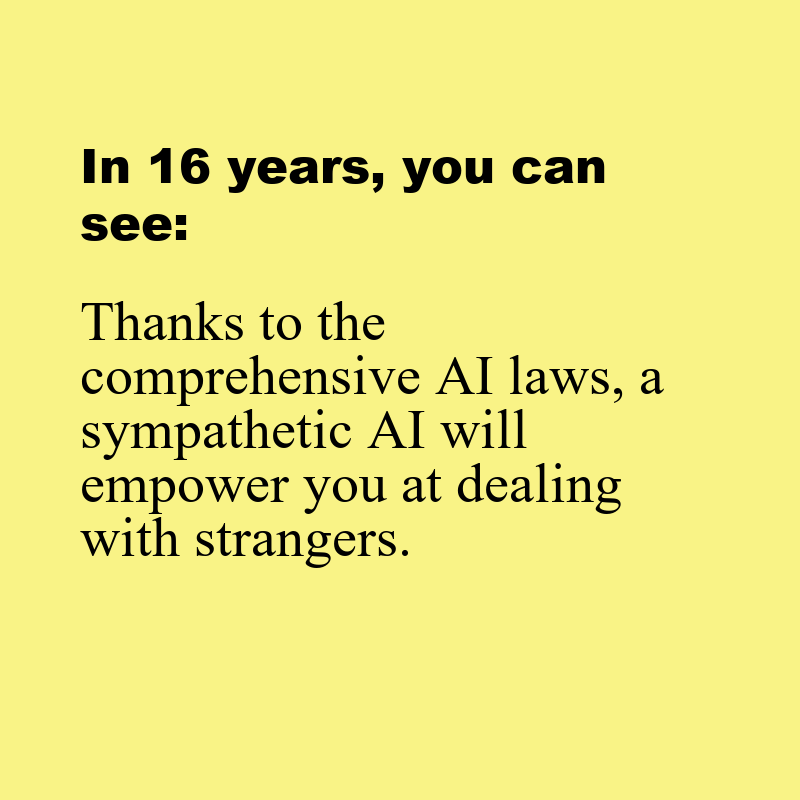 In 16 years, you can
see:
Thanks to the
comprehensive AI laws, a
sympathetic AI will
empower you at dealing
with strangers.